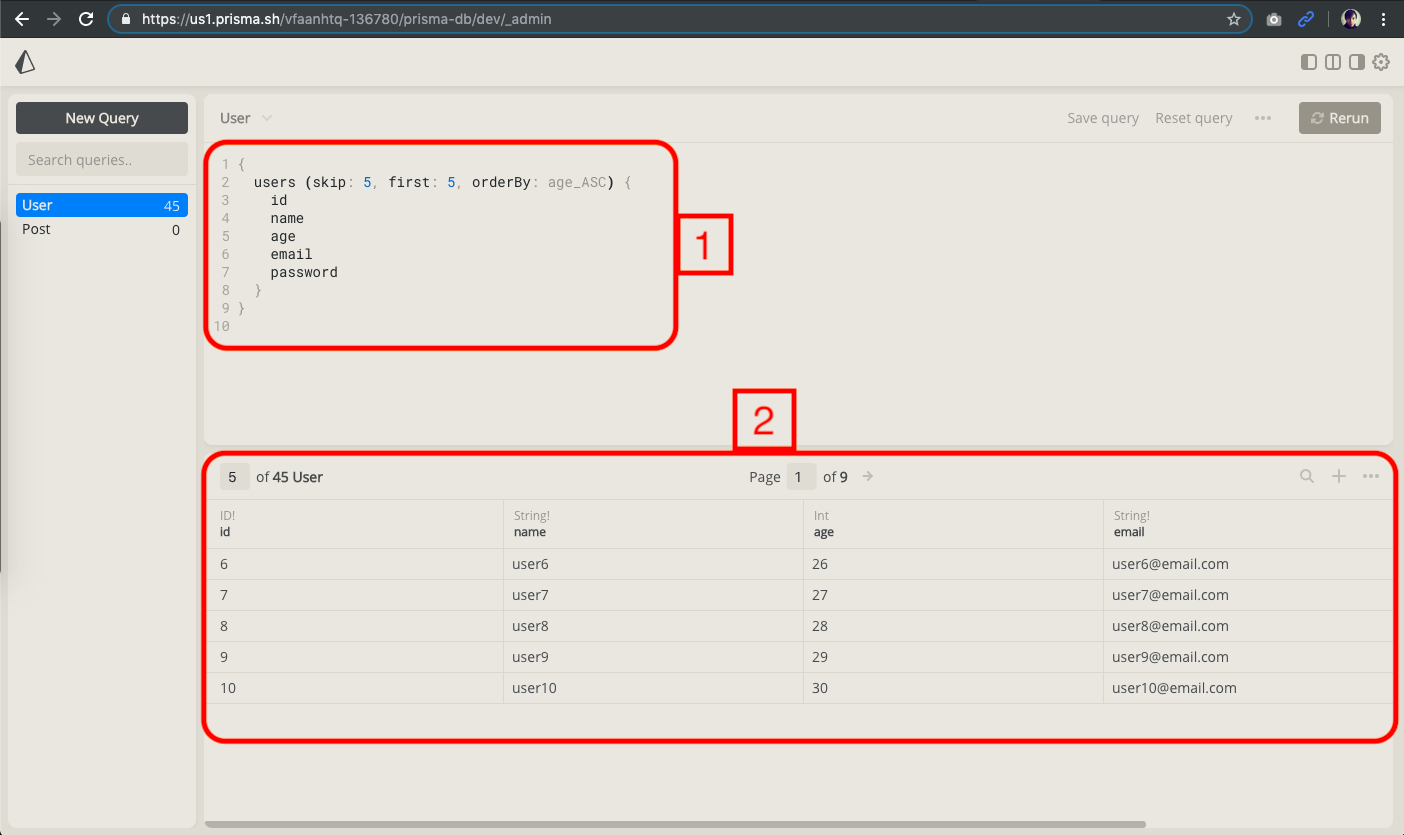 https://us1.prisma.sh/vfaanhtq-136780/prisma-db/dev/_admin
New Query
Search queries..
User 45
Post 0
User
Save query Reset query ••• Rerun
1 {
2   users (skip: 5, first: 5, orderBy: age_ASC) {
3     id
4     name
5     age
6     email
7     password
8   }
9 }
10
1
2
5 of 45 User Page 1 of 9
ID! String! Int String!
id name age email
6 user6 26 user6@email.com
7 user7 27 user7@email.com
8 user8 28 user8@email.com
9 user9 29 user9@email.com
10 user10 30 user10@email.com